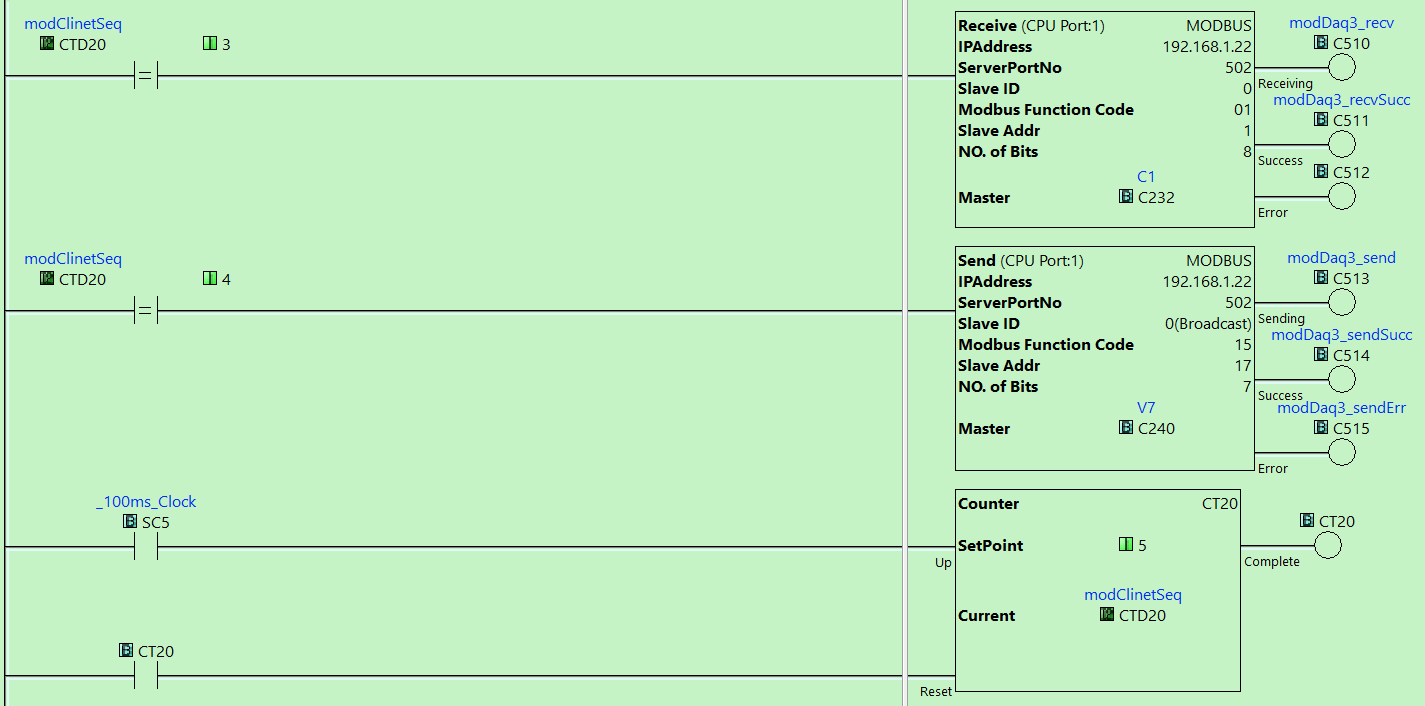 modClinetSeq
CTD20 3
=
Receive (CPU Port:1) MODBUS
IPAddress 192.168.1.22
ServerPortNo 502
Slave ID 0
Modbus Function Code 01
Slave Addr 1
NO. of Bits 8
C1
Master C232
modDaq3_recv
C510
Receiving
modDaq3_recvSucc
C511
Success
C512
Error
modClinetSeq
CTD20 4
=
Send (CPU Port:1) MODBUS
IPAddress 192.168.1.22
ServerPortNo 502
Slave ID 0(Broadcast)
Modbus Function Code 15
Slave Addr 17
NO. of Bits 7
V7
Master C240
modDaq3_send
C513
Sending
modDaq3_sendSucc
C514
Success
modDaq3_sendErr
C515
Error
_100ms_Clock
SC5
Up
Counter CT20
SetPoint 5
modClinetSeq
Current CTD20
CT20
Complete
CT20
Reset